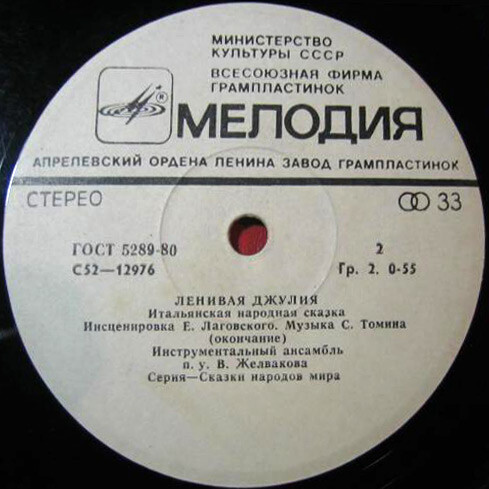 МИНИСТЕРСТВО
КУЛЬТУРЫ СССР
ВСЕСОЮЗНАЯ ФИРМА
ГРАМПЛАСТИНОК
МЕЛОДИЯ
АПРЕЛЕВСКИЙ ОРДЕНА ЛЕНИНА ЗАВОД ГРАМПЛАСТИНОК
СТЕРЕО 33
ГОСТ 5289-80 2
С52—12976 Гр. 2. 0-55
ЛЕНИВАЯ ДЖУЛИЯ
Итальянская народная сказка
Инсценировка Е. Лаговского. Музыка С. Томина
(окончание)
Инструментальный ансамбль
п. у. В. Желвакова
Серия—Сказки народов мира